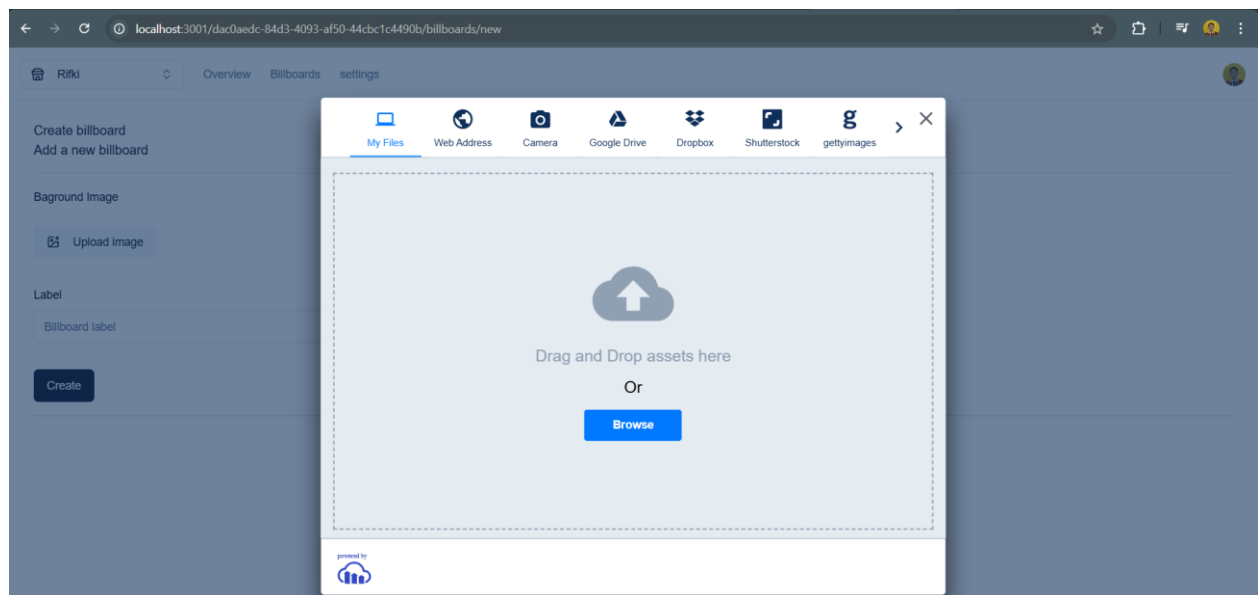 localhost:3001/dac0aedc-84d3-4093-af50-44cbc1c4490b/billboards/new
Rifki Overview Billboards settings
My Files Web Address Camera Google Drive Dropbox Shutterstock gettyimages
Create billboard
Add a new billboard
Baground Image
Upload image
Label
Billboard label
Create
Drag and Drop assets here
Or
Browse
powered by